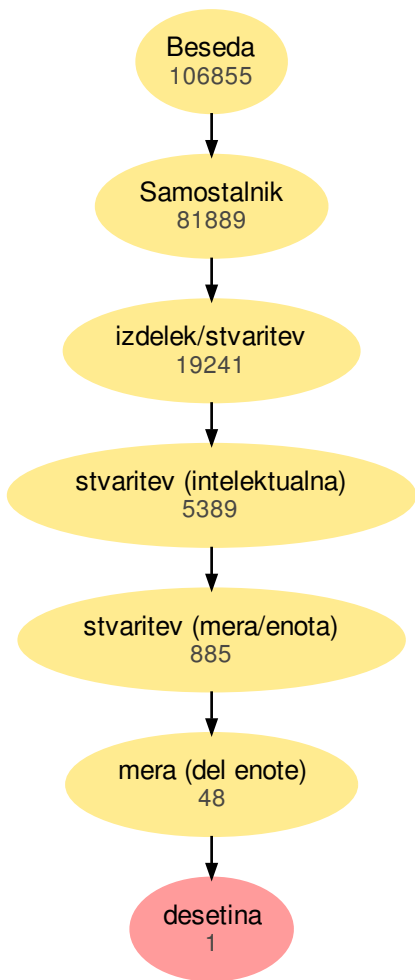 Beseda
106855
Samostalnik
81889
izdelek/stvaritev
19241
stvaritev (intelektualna)
5389
stvaritev (mera/enota)
885
mera (del enote)
48
desetina
1